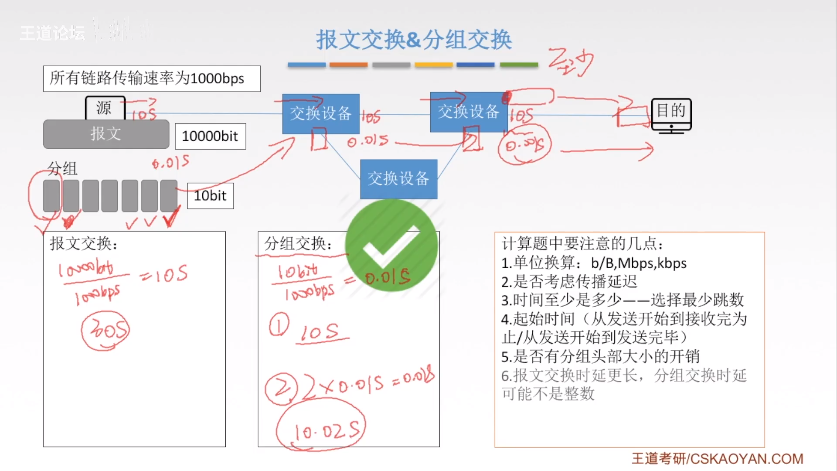 王道论坛
报文交换&分组交换
至少
所有链路传输速率为1000bps
源
10S
交换设备
10S
交换设备
10S
目的
报文
10000bit
0.01S
0.01S
0.01S
分组
10bit
交换设备
报文交换：
10000bit
1000bps
=10S
30S
分组交换：
10bit
1000bps
=0.01S
① 10S
② 2×0.01S=0.02S
10.02S
计算题中要注意的几点：
1.单位换算：b/B,Mbps,kbps
2.是否考虑传播延迟
3.时间至少是多少——选择最少跳数
4.起始时间（从发送开始到接收完为
止/从发送开始到发送完毕）
5.是否有分组头部大小的开销
6.报文交换时延更长，分组交换时延
可能不是整数
王道考研/CSKAOYAN.COM